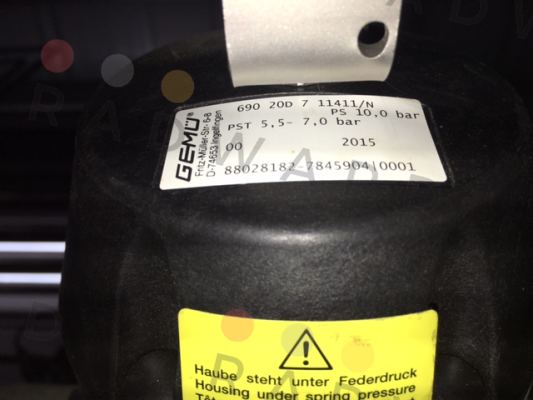 690 20D 7 11411/N
PS 10,0 bar
PST 5,5- 7,0 bar
00 2015
88028182-7845904|0001
GEMÜ®
Fritz-Müller-Str. 6-8
D-74653 Ingelfingen
Haube steht unter Federdruck
Housing under spring pressure